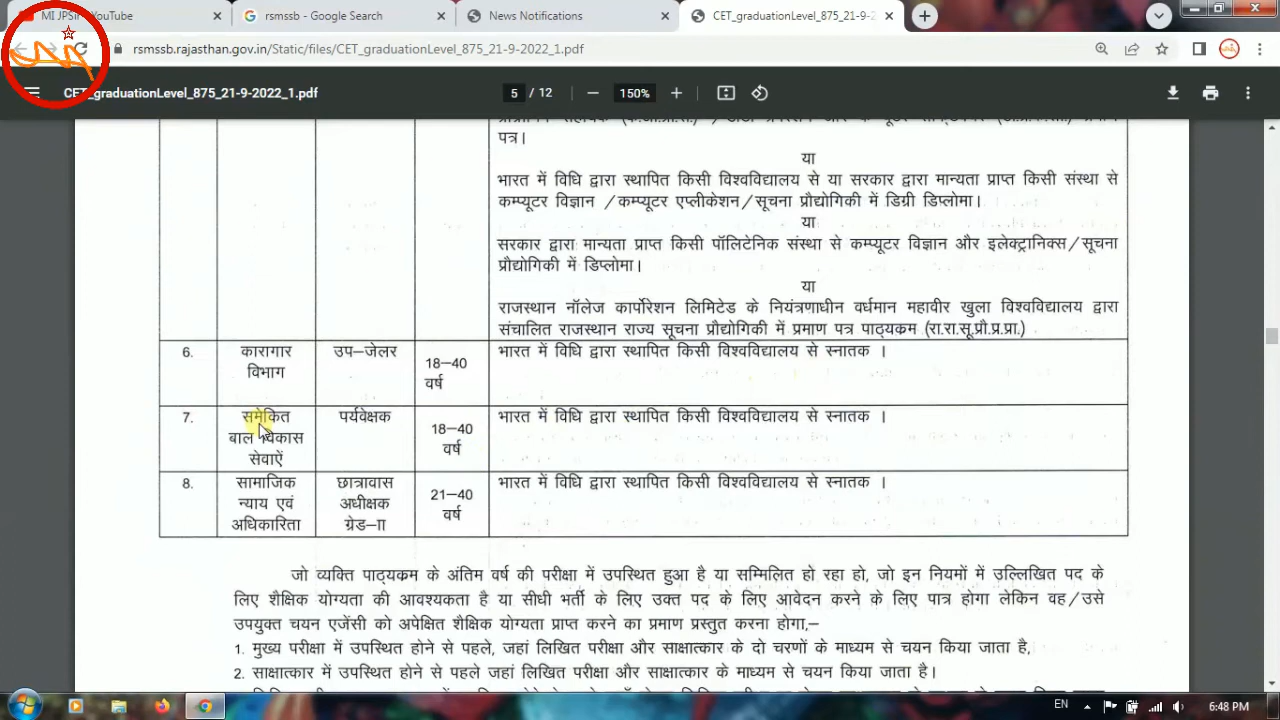 MI JPSir - YouTube
rsmssb - Google Search
News Notifications
CET_graduationLevel_875_21-9-2
rsmssb.rajasthan.gov.in/Static/files/CET_graduationLevel_875_21-9-2022_1.pdf
CET_graduationLevel_875_21-9-2022_1.pdf
5 / 12
150%
पत्र।
या
भारत में विधि द्वारा स्थापित किसी विश्वविद्यालय से या सरकार द्वारा मान्यता प्राप्त किसी संस्था से
कम्प्यूटर विज्ञान /कम्प्यूटर एप्लीकेशन/सूचना प्रौद्योगिकी में डिग्री डिप्लोमा।
या
सरकार द्वारा मान्यता प्राप्त किसी पॉलिटेनिक संस्था से कम्प्यूटर विज्ञान और इलेक्ट्रानिक्स/सूचना
प्रौद्योगिकी में डिप्लोमा।
या
राजस्थान नॉलेज कार्पोरेशन लिमिटेड के नियंत्रणाधीन वर्धमान महावीर खुला विश्वविद्यालय द्वारा
संचालित राजस्थान राज्य सूचना प्रौद्योगिकी में प्रमाण पत्र पाठ्यक्रम (रा.रा.सू.प्रौ.प्र.प्रा.)
6. कारागार विभाग उप–जेलर 18–40 वर्ष भारत में विधि द्वारा स्थापित किसी विश्वविद्यालय से स्नातक ।
7. समेकित बाल विकास सेवाऐं पर्यवेक्षक 18–40 वर्ष भारत में विधि द्वारा स्थापित किसी विश्वविद्यालय से स्नातक ।
8. सामाजिक न्याय एवं अधिकारिता छात्रावास अधीक्षक ग्रेड–II 21–40 वर्ष भारत में विधि द्वारा स्थापित किसी विश्वविद्यालय से स्नातक ।
जो व्यक्ति पाठ्यक्रम के अंतिम वर्ष की परीक्षा में उपस्थित हुआ है या सम्मिलित हो रहा हो, जो इन नियमों में उल्लिखित पद के
लिए शैक्षिक योग्यता की आवश्यकता है या सीधी भर्ती के लिए उक्त पद के लिए आवेदन करने के लिए पात्र होगा लेकिन वह/उसे
उपयुक्त चयन एजेंसी को अपेक्षित शैक्षिक योग्यता प्राप्त करने का प्रमाण प्रस्तुत करना होगा,–
1. मुख्य परीक्षा में उपस्थित होने से पहले, जहां लिखित परीक्षा और साक्षात्कार के दो चरणों के माध्यम से चयन किया जाता है,
2. साक्षात्कार में उपस्थित होने से पहले जहां लिखित परीक्षा और साक्षात्कार के माध्यम से चयन किया जाता है।
EN 6:48 PM